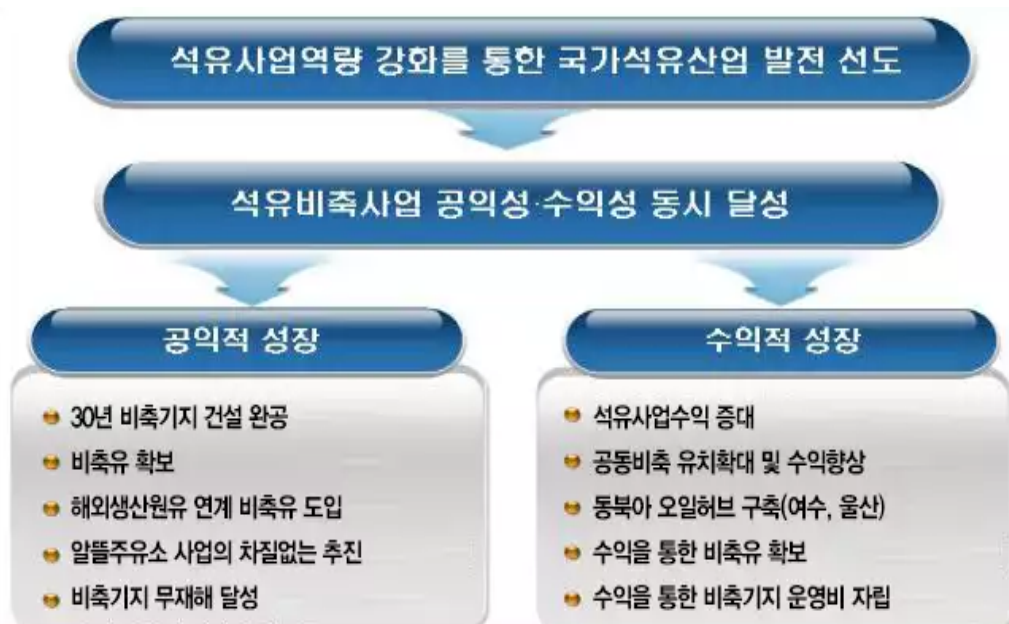 석유사업역량 강화를 통한 국가석유산업 발전 선도
석유비축사업 공익성·수익성 동시 달성
공익적 성장
30년 비축기지 건설 완공
비축유 확보
해외생산원유 연계 비축유 도입
알뜰주유소 사업의 차질없는 추진
비축기지 무재해 달성
수익적 성장
석유사업수익 증대
공동비축 유치확대 및 수익향상
동북아 오일허브 구축(여수, 울산)
수익을 통한 비축유 확보
수익을 통한 비축기지 운영비 자립